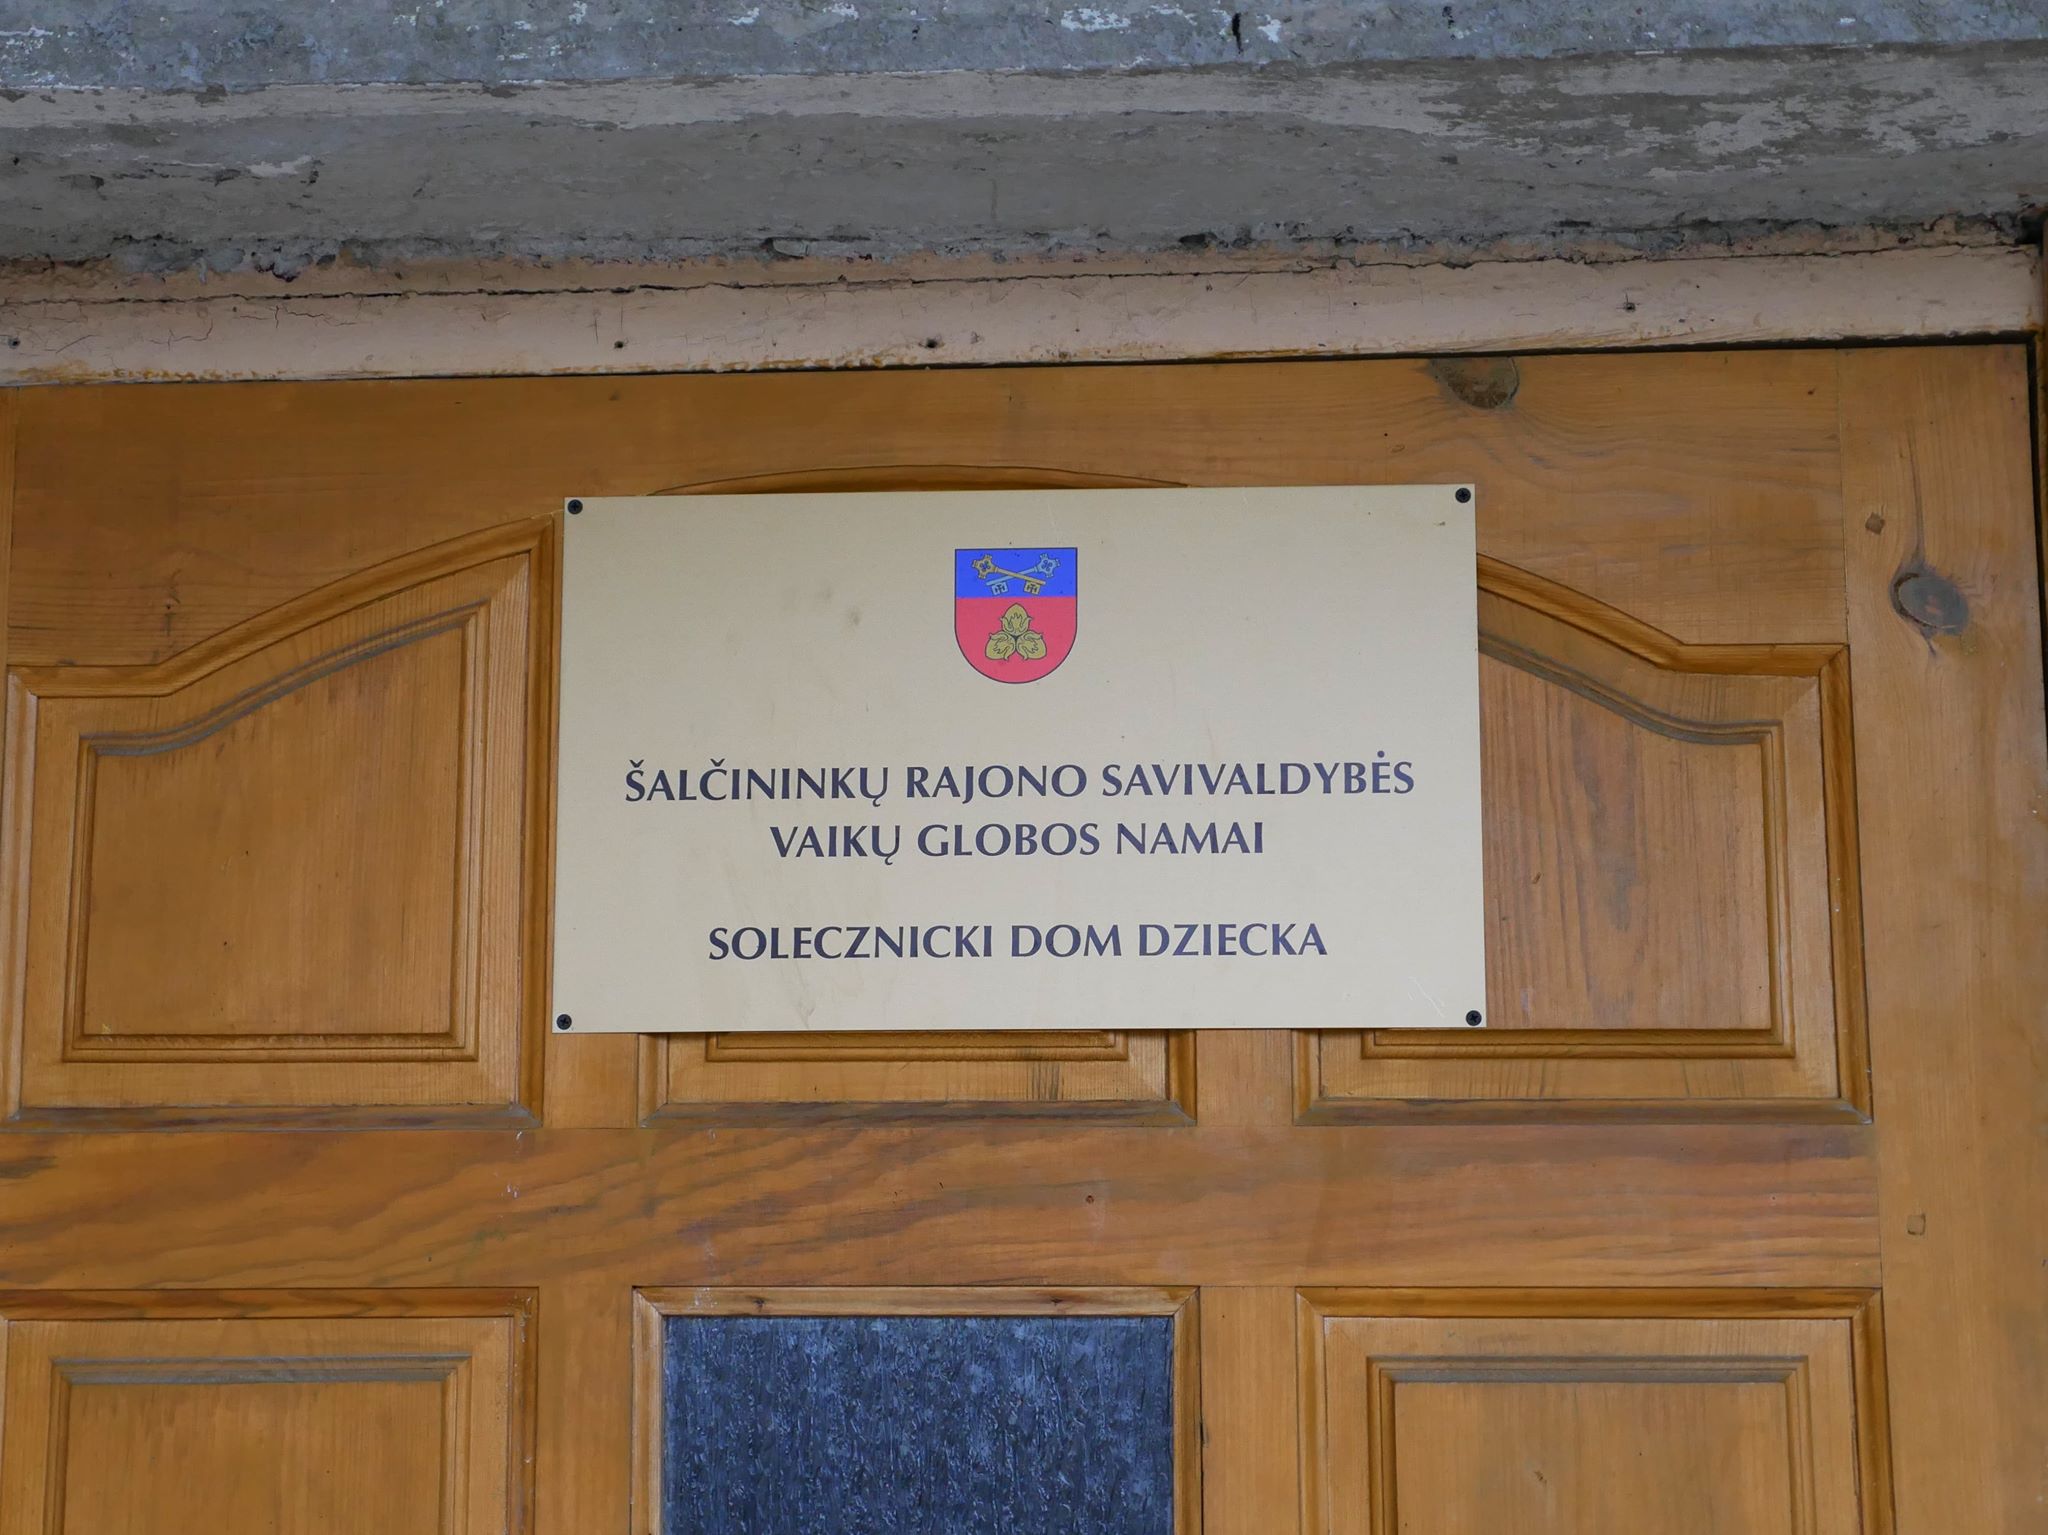 ŠALČININKŲ RAJONO SAVIVALDYBĖS
VAIKŲ GLOBOS NAMAI
SOLECZNICKI DOM DZIECKA